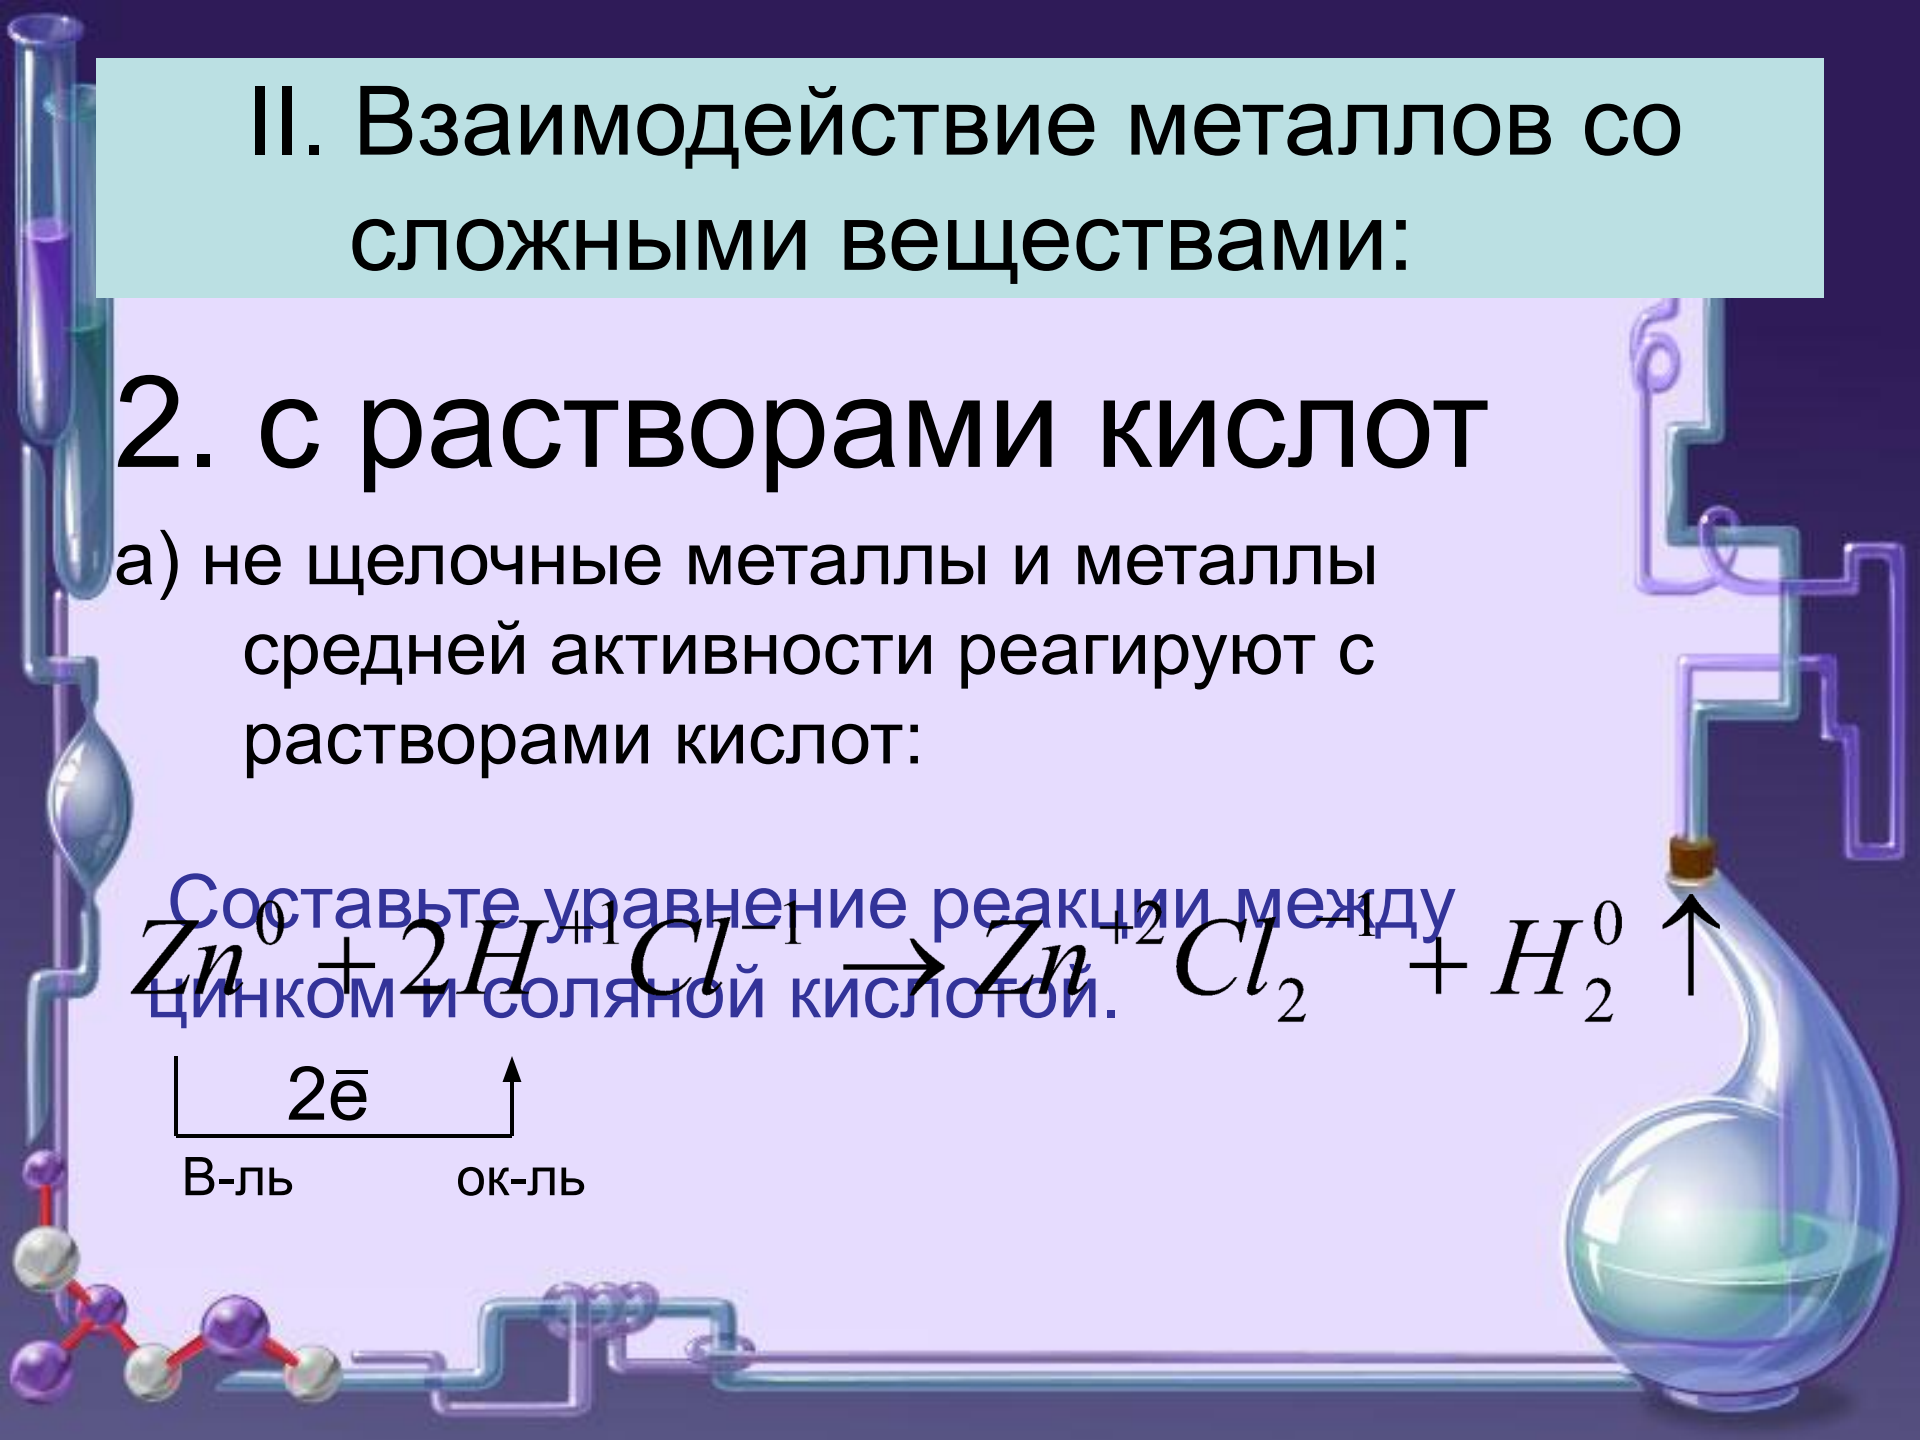 II. Взаимодействие металлов со
сложными веществами:
2. с растворами кислот
а) не щелочные металлы и металлы
средней активности реагируют с
растворами кислот:
Составьте уравнение реакции между
цинком и соляной кислотой.
Zn⁰ + 2H⁺¹Cl⁻¹ → Zn⁺²Cl₂⁻¹ + H₂⁰ ↑
2e̅
В-ль ок-ль